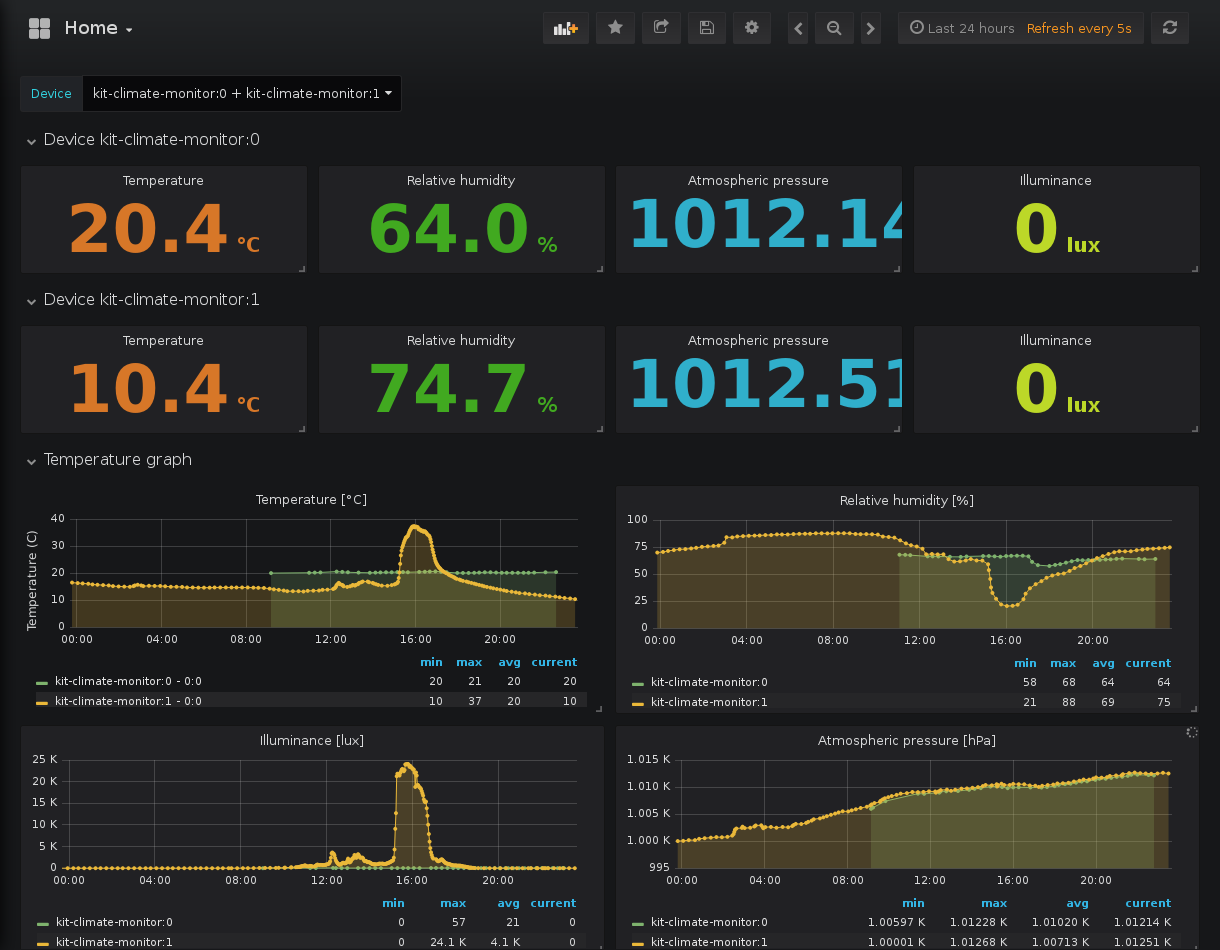 Home
Last 24 hours Refresh every 5s
Device kit-climate-monitor:0 + kit-climate-monitor:1
Device kit-climate-monitor:0
Temperature Relative humidity Atmospheric pressure Illuminance
20.4 °C 64.0 % 1012.14 0 lux
Device kit-climate-monitor:1
Temperature Relative humidity Atmospheric pressure Illuminance
10.4 °C 74.7 % 1012.51 0 lux
Temperature graph
Temperature [°C]
Temperature (C)
40
30
20
10
0
00:00 04:00 08:00 12:00 16:00 20:00
min max avg current
kit-climate-monitor:0 - 0:0 20 21 20 20
kit-climate-monitor:1 - 0:0 10 37 20 10
Relative humidity [%]
100
75
50
25
0
00:00 04:00 08:00 12:00 16:00 20:00
min max avg current
kit-climate-monitor:0 58 68 64 64
kit-climate-monitor:1 21 88 69 75
Illuminance [lux]
25 K
20 K
15 K
10 K
5 K
0
00:00 04:00 08:00 12:00 16:00 20:00
min max avg current
kit-climate-monitor:0 0 57 21 0
kit-climate-monitor:1 0 24.1 K 4.1 K 0
Atmospheric pressure [hPa]
1.015 K
1.010 K
1.005 K
1.000 K
995
00:00 04:00 08:00 12:00 16:00 20:00
min max avg current
kit-climate-monitor:0 1.00597 K 1.01228 K 1.01020 K 1.01214 K
kit-climate-monitor:1 1.00001 K 1.01268 K 1.00713 K 1.01251 K